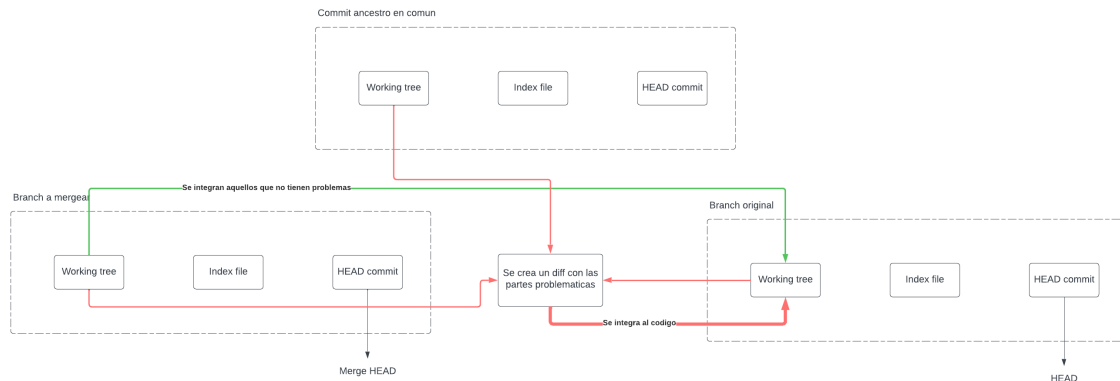 Commit ancestro en comun
Working tree
Index file
HEAD commit
Se integran aquellos que no tienen problemas
Branch a mergear
Branch original
Working tree
Index file
HEAD commit
Se crea un diff con las
partes problematicas
Working tree
Index file
HEAD commit
Se integra al codigo
Merge HEAD
HEAD